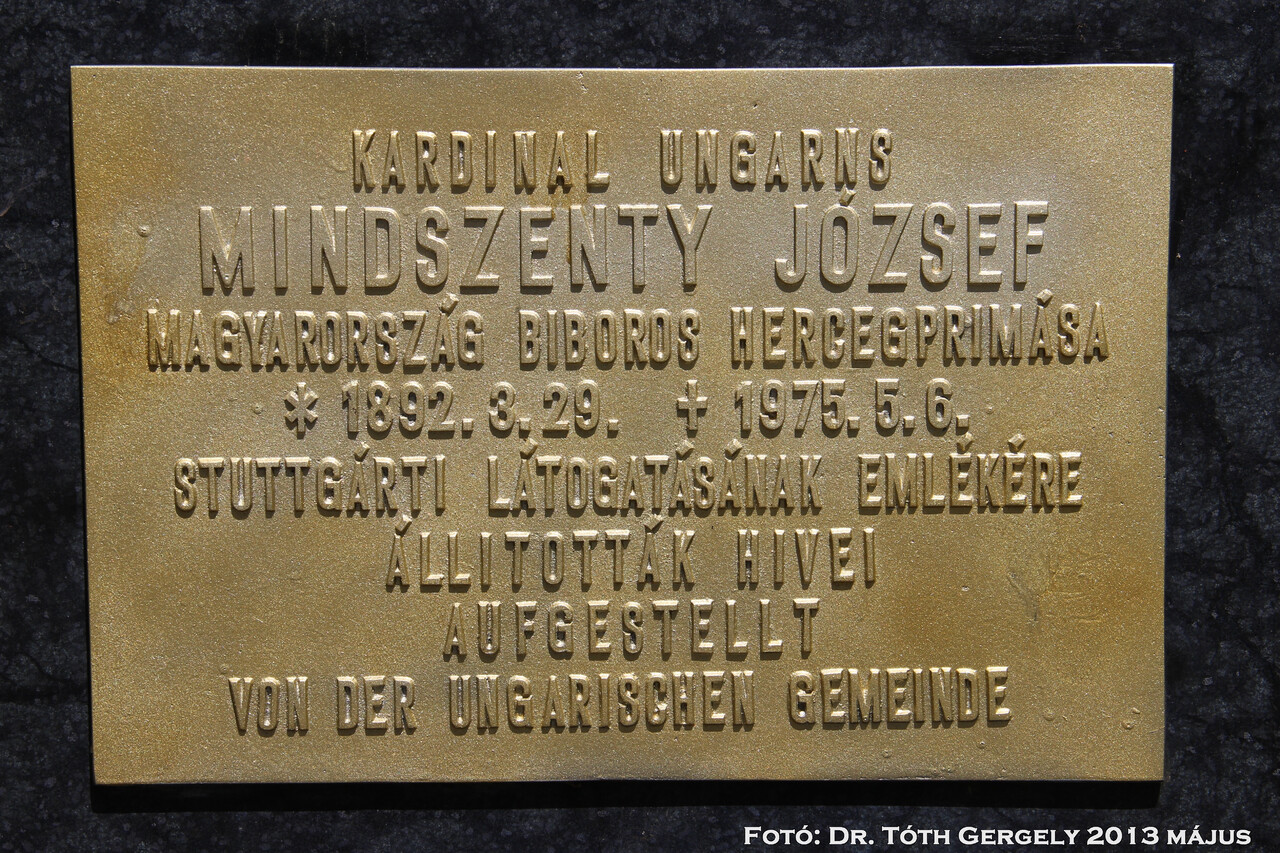 KARDINAL UNGARNS
MINDSZENTY JÓZSEF
MAGYARORSZÁG BIBOROS HERCEGPRIMÁSA
* 1892. 3. 29. † 1975. 5. 6.
STUTTGÁRTI LÁTOGATÁSÁNAK EMLÉKÉRE
ÁLLITOTTÁK HIVEI
AUFGESTELLT
VON DER UNGARISCHEN GEMEINDE
FOTÓ: DR. TÓTH GERGELY 2013 MÁJUS